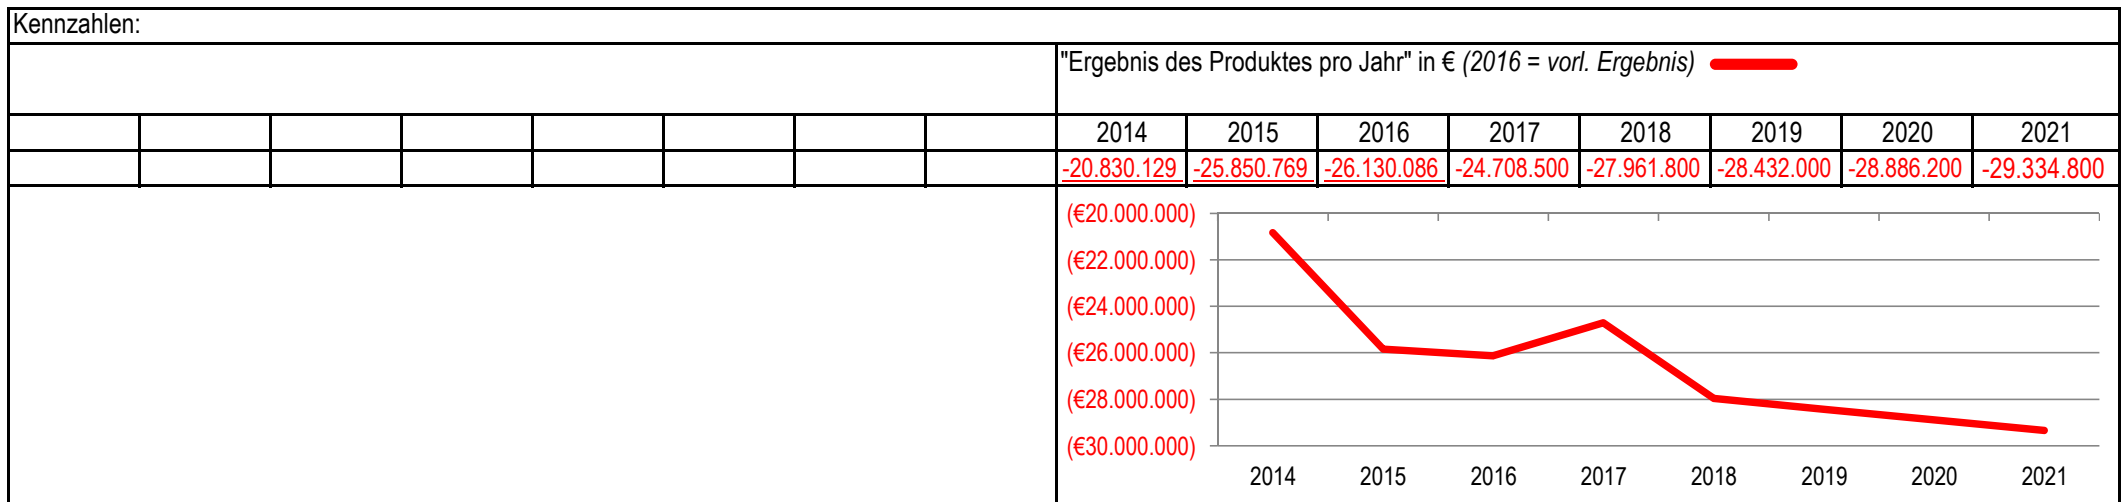 Kennzahlen:
"Ergebnis des Produktes pro Jahr" in € (2016 = vorl. Ergebnis)
2014 2015 2016 2017 2018 2019 2020 2021
-20.830.129 -25.850.769 -26.130.086 -24.708.500 -27.961.800 -28.432.000 -28.886.200 -29.334.800
(€20.000.000)
(€22.000.000)
(€24.000.000)
(€26.000.000)
(€28.000.000)
(€30.000.000)
2014 2015 2016 2017 2018 2019 2020 2021